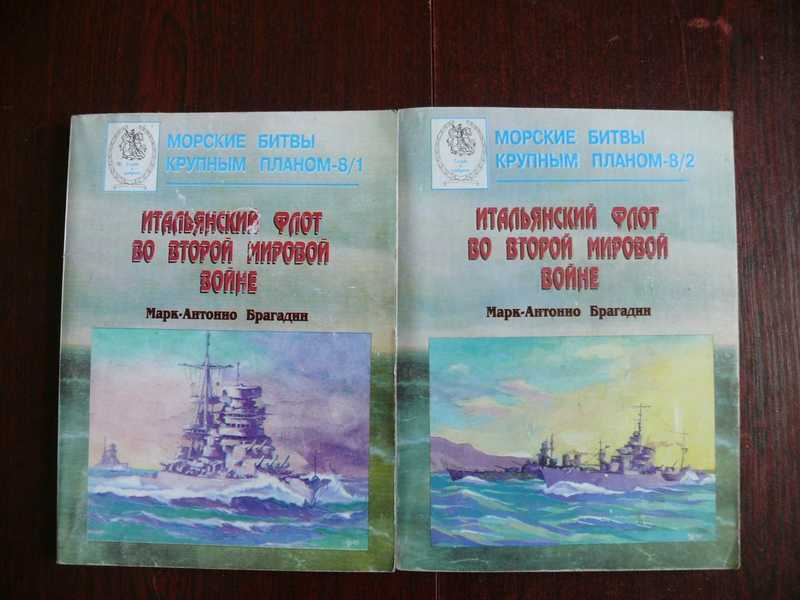 МОРСКИЕ БИТВЫ
КРУПНЫМ ПЛАНОМ-8/1
ИТАЛЬЯНСКИЙ ФЛОТ
ВО ВТОРОЙ МИРОВОЙ
ВОЙНЕ
Марк-Антонио Брагадин
МОРСКИЕ БИТВЫ
КРУПНЫМ ПЛАНОМ-8/2
ИТАЛЬЯНСКИЙ ФЛОТ
ВО ВТОРОЙ МИРОВОЙ
ВОЙНЕ
Марк-Антонио Брагадин